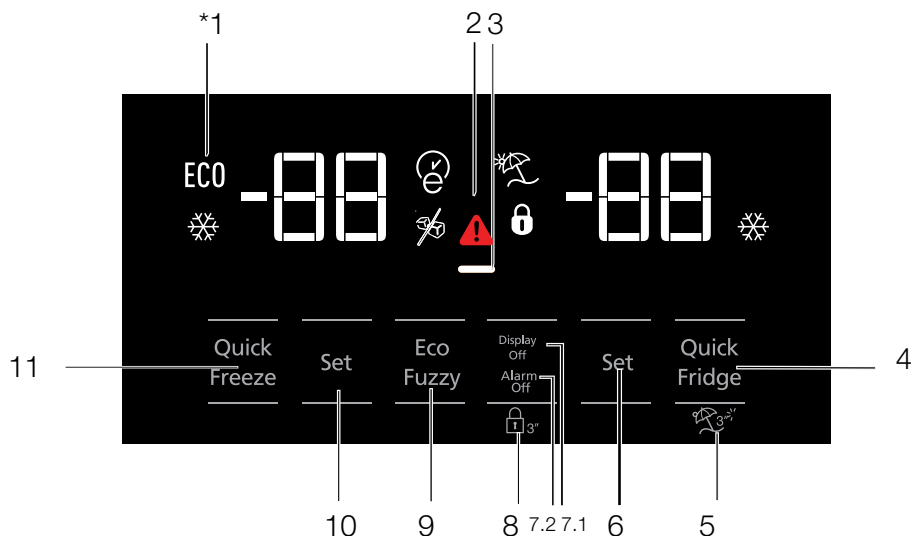 *1
2 3
ECO
-88
e
-88
Quick Freeze
Set
Eco Fuzzy
Display Off
Alarm Off
Set
Quick Fridge
11
4
3"
3"
10
9
8
7.2
7.1
6
5